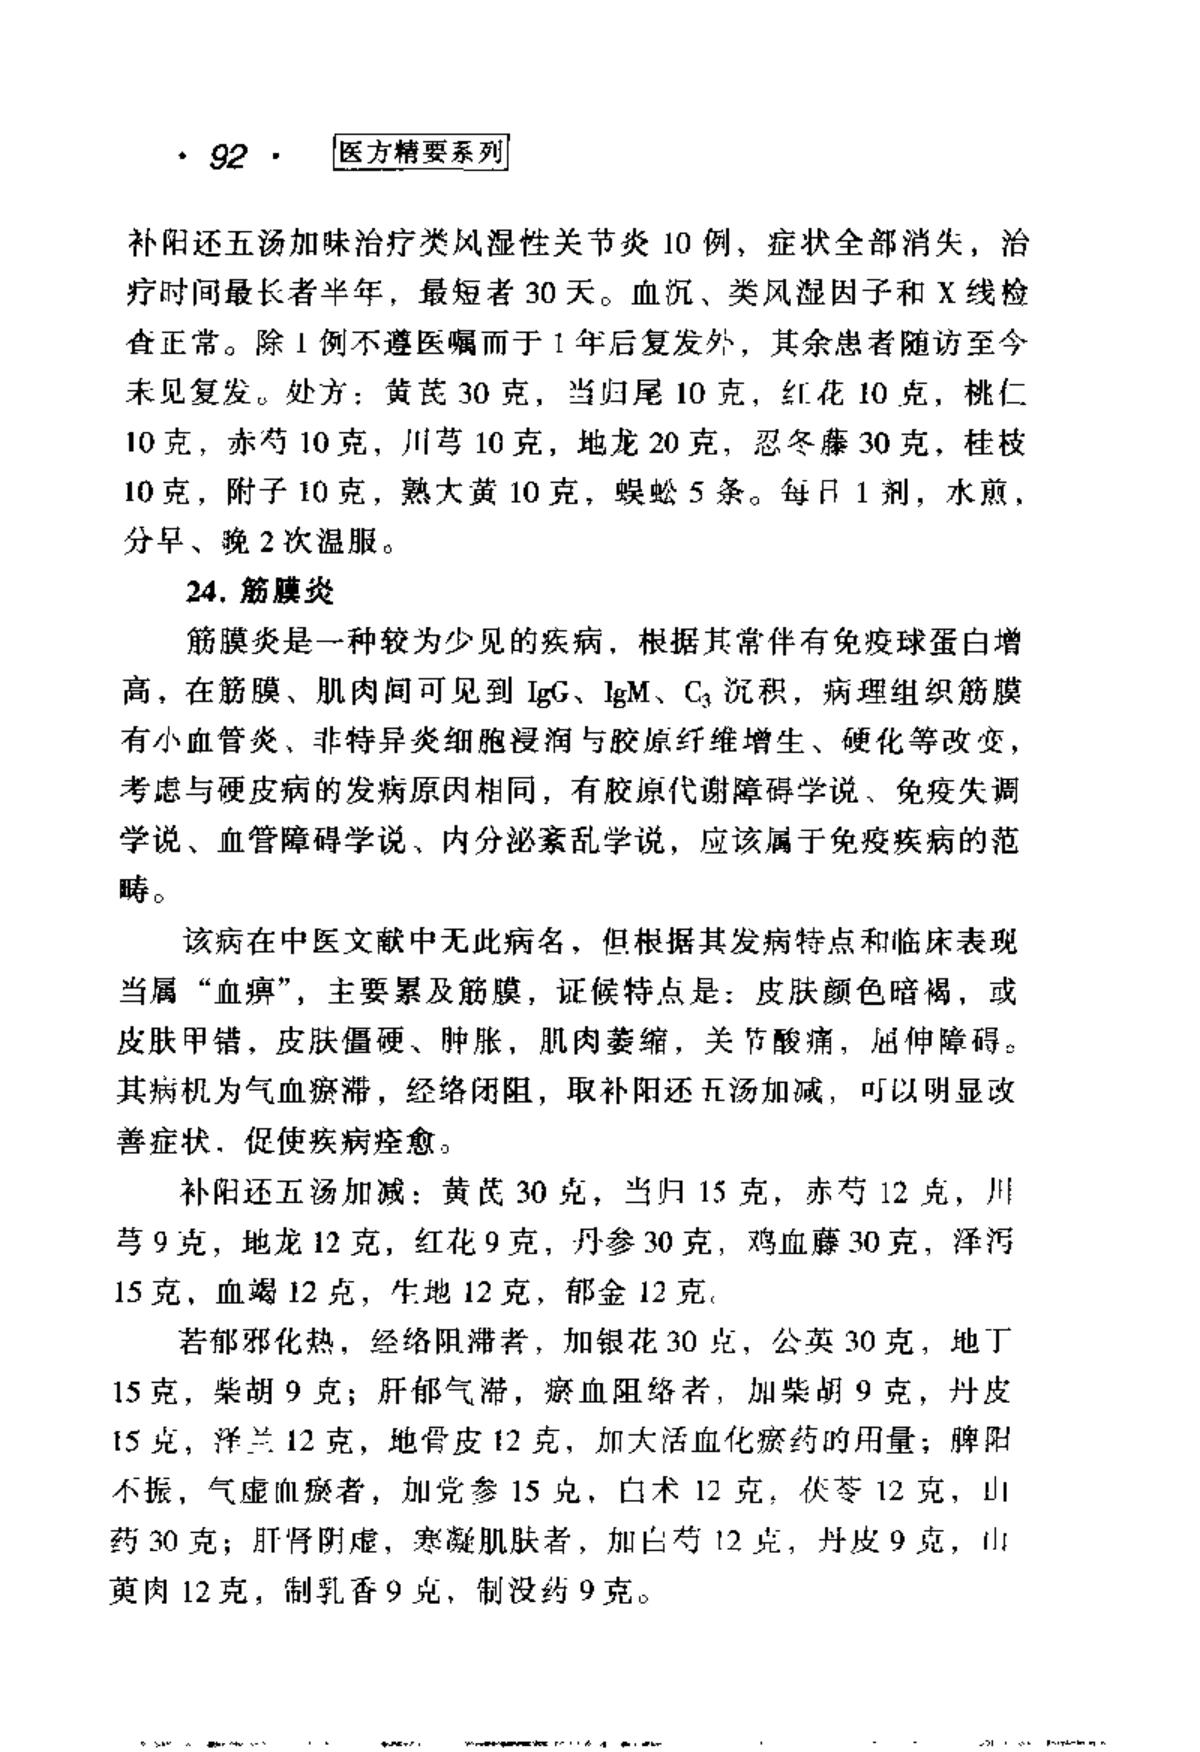 · 92 · 医方精要系列
补阳还五汤加味治疗类风湿性关节炎 10 例，症状全部消失，治
疗时间最长者半年，最短者 30 天。血沉、类风湿因子和 X 线检
查正常。除 1 例不遵医嘱而于 1 年后复发外，其余患者随访至今
未见复发。处方：黄芪 30 克，当归尾 10 克，红花 10 克，桃仁
10 克，赤芍 10 克，川芎 10 克，地龙 20 克，忍冬藤 30 克，桂枝
10 克，附子 10 克，熟大黄 10 克，蜈蚣 5 条。每日 1 剂，水煎，
分早、晚 2 次温服。
24. 筋膜炎
筋膜炎是一种较为少见的疾病，根据其常伴有免疫球蛋白增
高，在筋膜、肌肉间可见到 IgG、IgM、C₃ 沉积，病理组织筋膜
有小血管炎、非特异炎细胞浸润与胶原纤维增生、硬化等改变，
考虑与硬皮病的发病原因相同，有胶原代谢障碍学说、免疫失调
学说、血管障碍学说、内分泌紊乱学说，应该属于免疫疾病的范
畴。
该病在中医文献中无此病名，但根据其发病特点和临床表现
当属“血痹”，主要累及筋膜，证候特点是：皮肤颜色暗褐，或
皮肤甲错，皮肤僵硬、肿胀，肌肉萎缩，关节酸痛，屈伸障碍。
其病机为气血瘀滞，经络闭阻，取补阳还五汤加减，可以明显改
善症状，促使疾病痊愈。
补阳还五汤加减：黄芪 30 克，当归 15 克，赤芍 12 克，川
芎 9 克，地龙 12 克，红花 9 克，丹参 30 克，鸡血藤 30 克，泽泻
15 克，血竭 12 克，生地 12 克，郁金 12 克。
若郁邪化热，经络阻滞者，加银花 30 克，公英 30 克，地丁
15 克，柴胡 9 克；肝郁气滞，瘀血阻络者，加柴胡 9 克，丹皮
15 克，泽兰 12 克，地骨皮 12 克，加大活血化瘀药的用量；脾阳
不振，气虚血瘀者，加党参 15 克，白术 12 克，茯苓 12 克，山
药 30 克；肝肾阴虚，寒凝肌肤者，加白芍 12 克，丹皮 9 克，山
萸肉 12 克，制乳香 9 克，制没药 9 克。